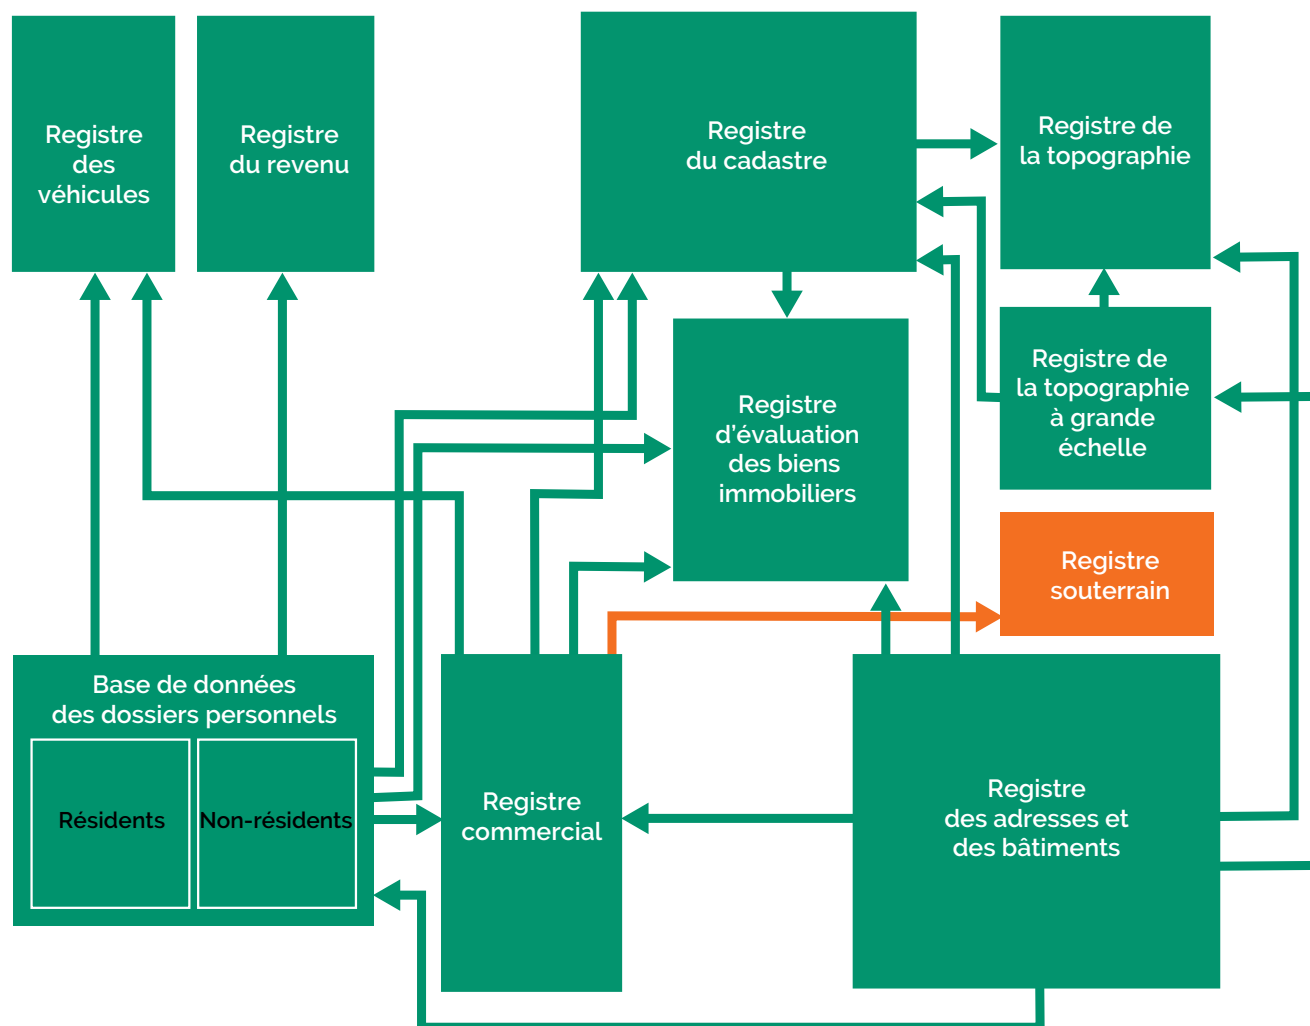 Registre
des
véhicules
Registre
du revenu
Registre
du cadastre
Registre de
la topographie
Registre
d’évaluation
des biens
immobiliers
Registre de
la topographie
à grande
échelle
Registre
souterrain
Base de données
des dossiers personnels
Résidents
Non-résidents
Registre
commercial
Registre
des adresses et
des bâtiments